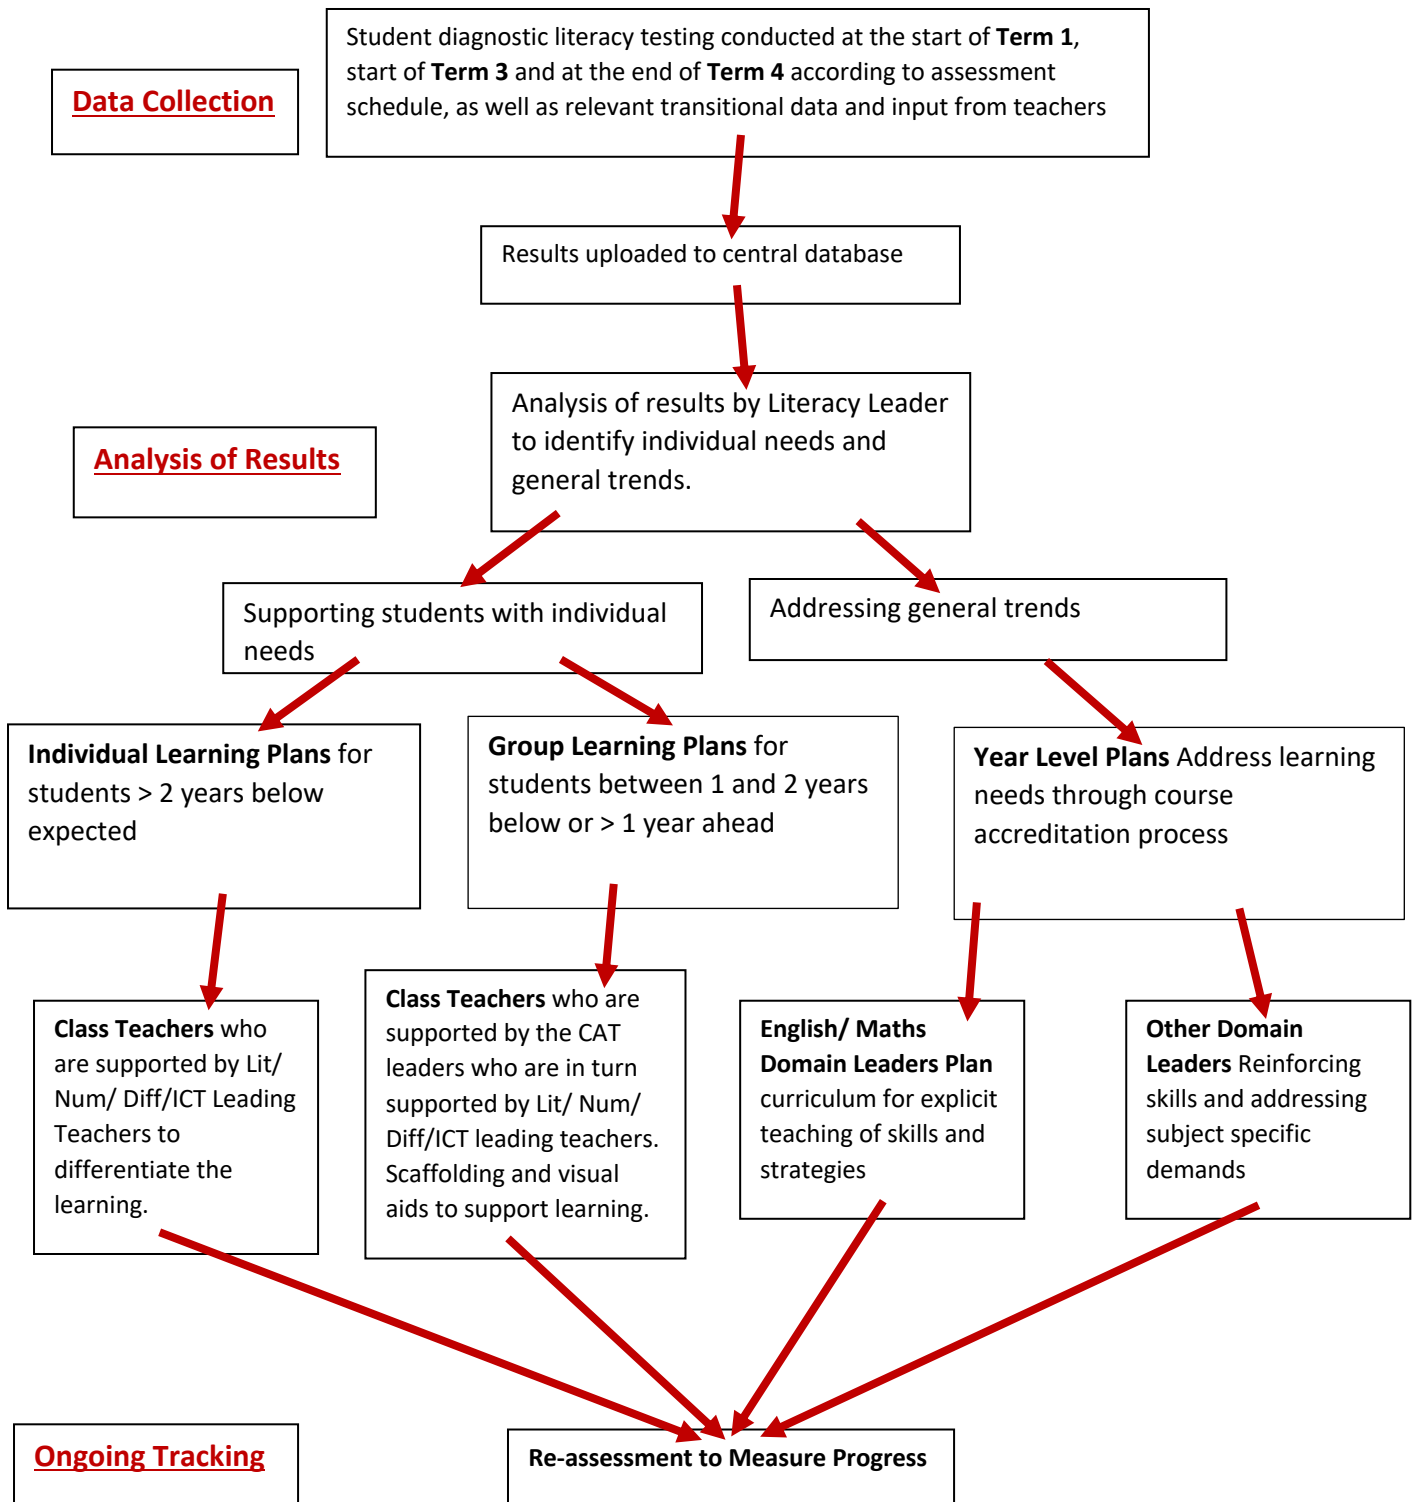 Student diagnostic literacy testing conducted at the start of Term 1,
start of Term 3 and at the end of Term 4 according to assessment
schedule, as well as relevant transitional data and input from teachers
Data Collection
Results uploaded to central database
Analysis of results by Literacy Leader
to identify individual needs and
general trends.
Analysis of Results
Supporting students with individual
needs
Addressing general trends
Individual Learning Plans for
students > 2 years below
expected
Group Learning Plans for
students between 1 and 2 years
below or > 1 year ahead
Year Level Plans Address learning
needs through course
accreditation process
Class Teachers who
are supported by Lit/
Num/ Diff/ICT Leading
Teachers to
differentiate the
learning.
Class Teachers who are
supported by the CAT
leaders who are in turn
supported by Lit/ Num/
Diff/ICT leading teachers.
Scaffolding and visual
aids to support learning.
English/ Maths
Domain Leaders Plan
curriculum for explicit
teaching of skills and
strategies
Other Domain
Leaders Reinforcing
skills and addressing
subject specific
demands
Ongoing Tracking
Re-assessment to Measure Progress